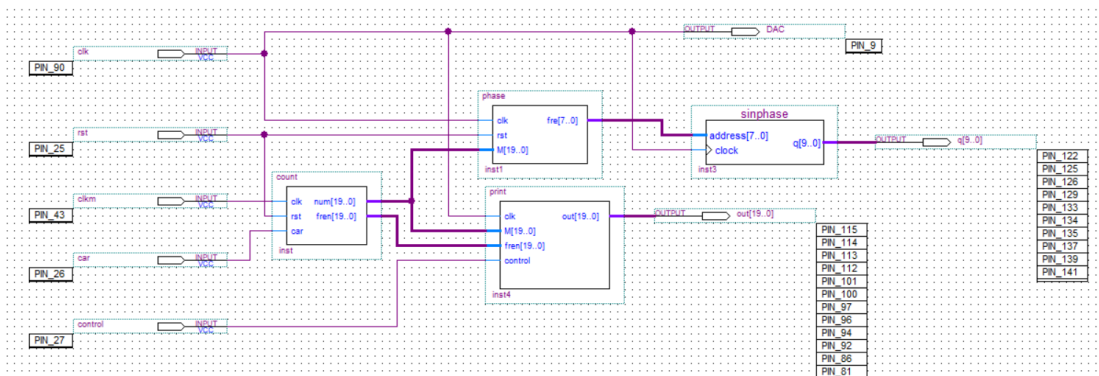 clk
INPUT
VCC
PIN_90
OUTPUT
DAC
PIN_9
rst
INPUT
VCC
PIN_25
clkm
INPUT
VCC
PIN_43
car
INPUT
VCC
PIN_26
control
INPUT
VCC
PIN_27
count
clk num[19..0]
rst fren[19..0]
car
inst
phase
clk fre[7..0]
rst
M[19..0]
inst1
print
clk out[19..0]
M[19..0]
fren[19..0]
control
inst4
sinphase
address[7..0]
q[9..0]
clock
inst3
OUTPUT
q[9..0]
PIN_122
PIN_125
PIN_126
PIN_129
PIN_133
PIN_134
PIN_135
PIN_137
PIN_139
PIN_141
OUTPUT
out[19..0]
PIN_115
PIN_114
PIN_113
PIN_112
PIN_101
PIN_100
PIN_97
PIN_96
PIN_94
PIN_92
PIN_86
PIN_81